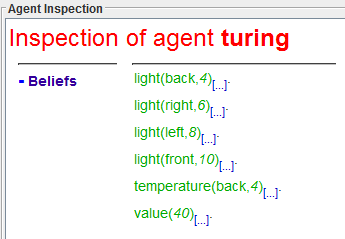 Agent Inspection
Inspection of agent turing
- Beliefs
light(back,4)[...].
light(right,6)[...].
light(left,8)[...].
light(front,10)[...].
temperature(back,4)[...].
value(40)[...].